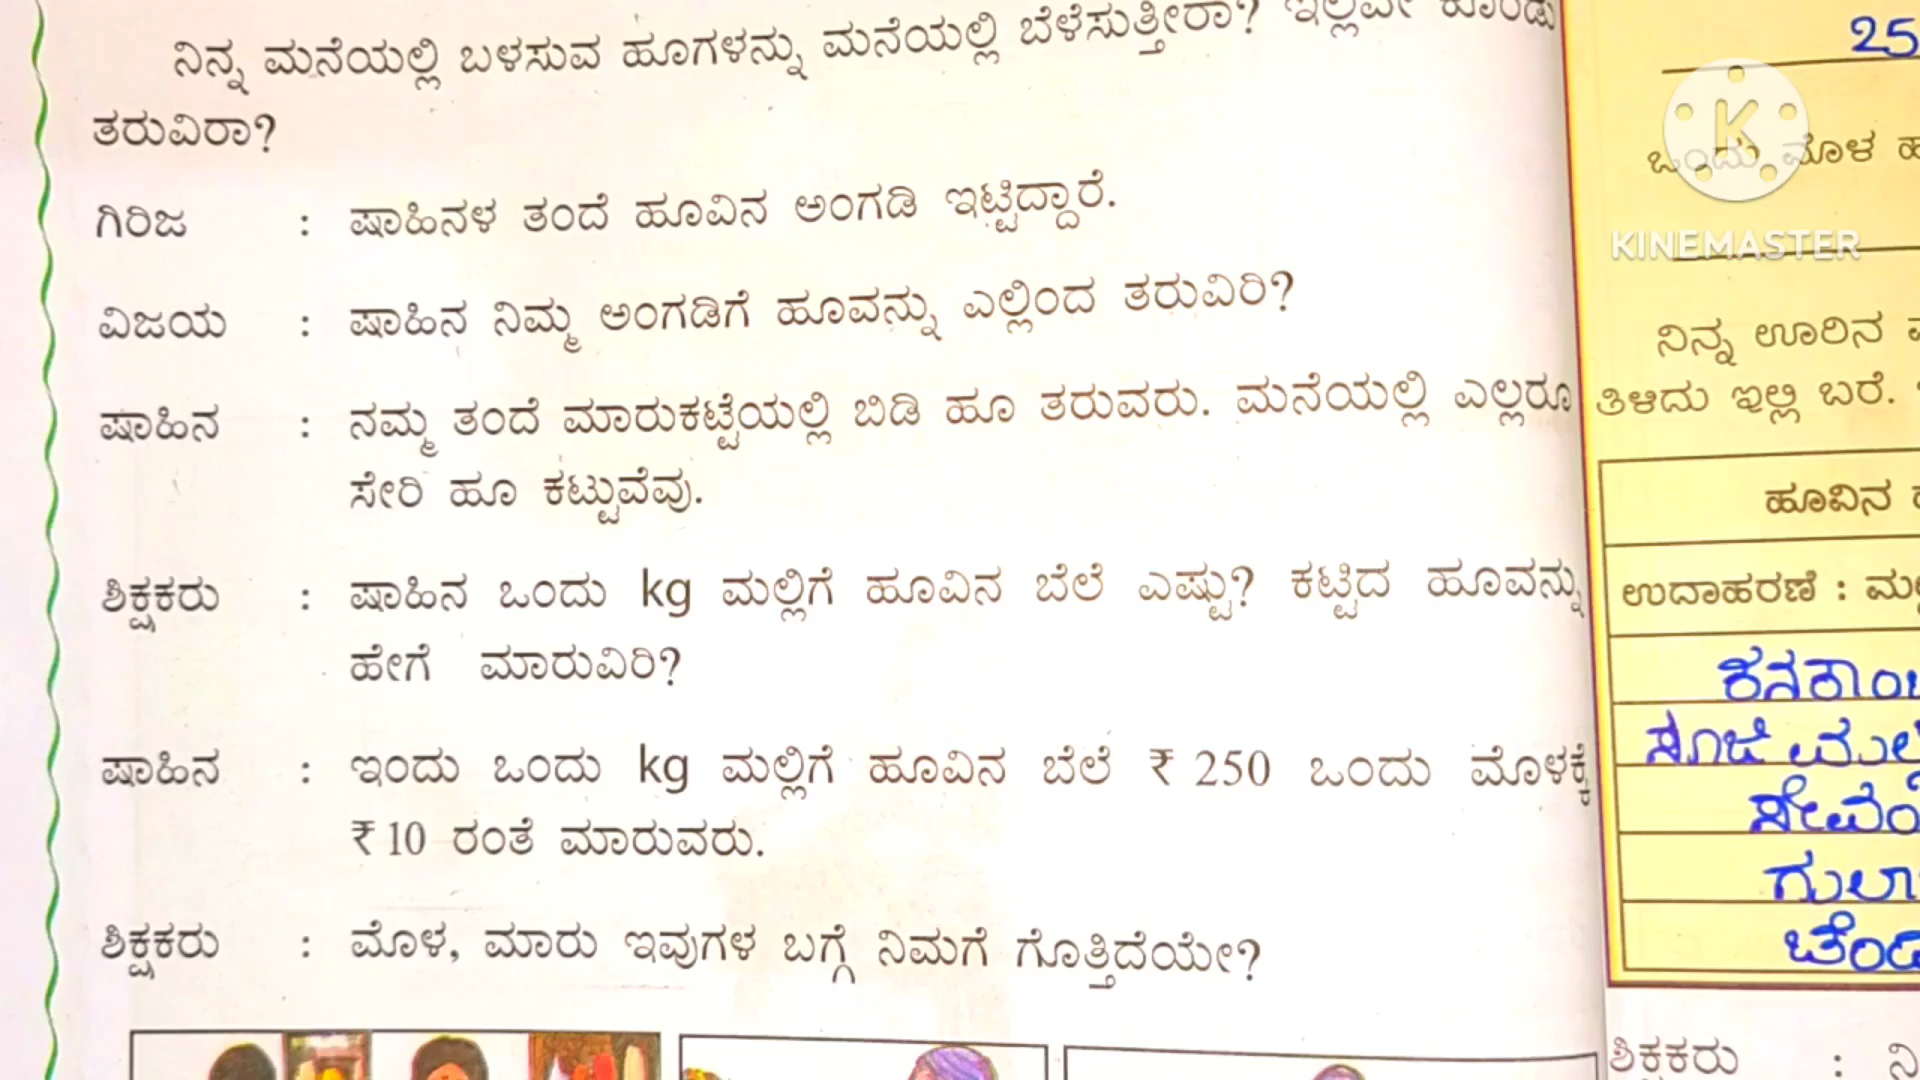 ನಿನ್ನ ಮನೆಯಲ್ಲಿ ಬಳಸುವ ಹೂಗಳನ್ನು ಮನೆಯಲ್ಲಿ ಬೆಳೆಸುತ್ತೀರಾ? ಇಲ್ಲವೇ ಕೊಂಡು
ತರುವಿರಾ?
ಗಿರಿಜ : ಷಾಹಿನಳ ತಂದೆ ಹೂವಿನ ಅಂಗಡಿ ಇಟ್ಟಿದ್ದಾರೆ.
ವಿಜಯ : ಷಾಹಿನ ನಿಮ್ಮ ಅಂಗಡಿಗೆ ಹೂವನ್ನು ಎಲ್ಲಿಂದ ತರುವಿರಿ?
ಷಾಹಿನ : ನಮ್ಮ ತಂದೆ ಮಾರುಕಟ್ಟೆಯಲ್ಲಿ ಬಿಡಿ ಹೂ ತರುವರು. ಮನೆಯಲ್ಲಿ ಎಲ್ಲರೂ
ಸೇರಿ ಹೂ ಕಟ್ಟುವೆವು.
ಶಿಕ್ಷಕರು : ಷಾಹಿನ ಒಂದು kg ಮಲ್ಲಿಗೆ ಹೂವಿನ ಬೆಲೆ ಎಷ್ಟು? ಕಟ್ಟಿದ ಹೂವನ್ನು
ಹೇಗೆ ಮಾರುವಿರಿ?
ಷಾಹಿನ : ಇಂದು ಒಂದು kg ಮಲ್ಲಿಗೆ ಹೂವಿನ ಬೆಲೆ ₹ 250 ಒಂದು ಮೊಳಕ್ಕೆ
₹ 10 ರಂತೆ ಮಾರುವರು.
ಶಿಕ್ಷಕರು : ಮೊಳ, ಮಾರು ಇವುಗಳ ಬಗ್ಗೆ ನಿಮಗೆ ಗೊತ್ತಿದೆಯೇ?
25
ಒಂದು ಮೊಳ
KINEMASTER
ನಿನ್ನ ಊರಿನ
ತಿಳಿದು ಇಲ್ಲಿ ಬರೆ.
ಹೂವಿನ
ಉದಾಹರಣೆ :
ಶಿಕ್ಷಕರು :